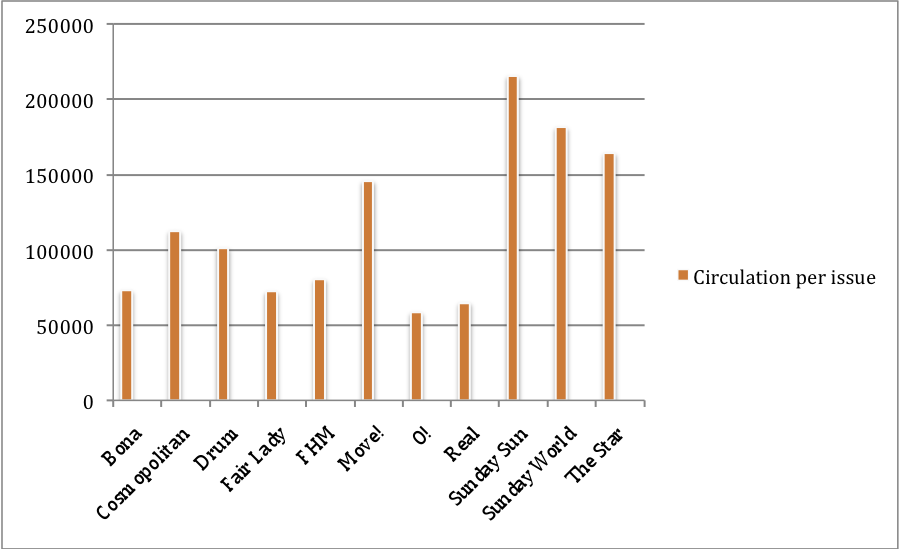 250000
200000
150000
100000
50000
0
Bona
Cosmopolitan
Drum
Fair Lady
FHM
Move!
O!
Real
Sunday Sun
Sunday World
The Star
Circulation per issue